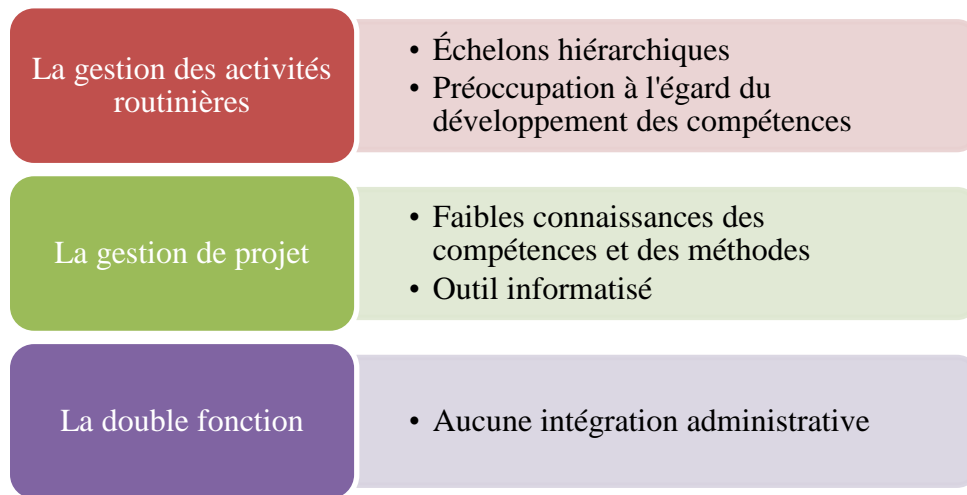 La gestion des activités
routinières
• Échelons hiérarchiques
• Préoccupation à l'égard du
développement des compétences
La gestion de projet
• Faibles connaissances des
compétences et des méthodes
• Outil informatisé
La double fonction
• Aucune intégration administrative